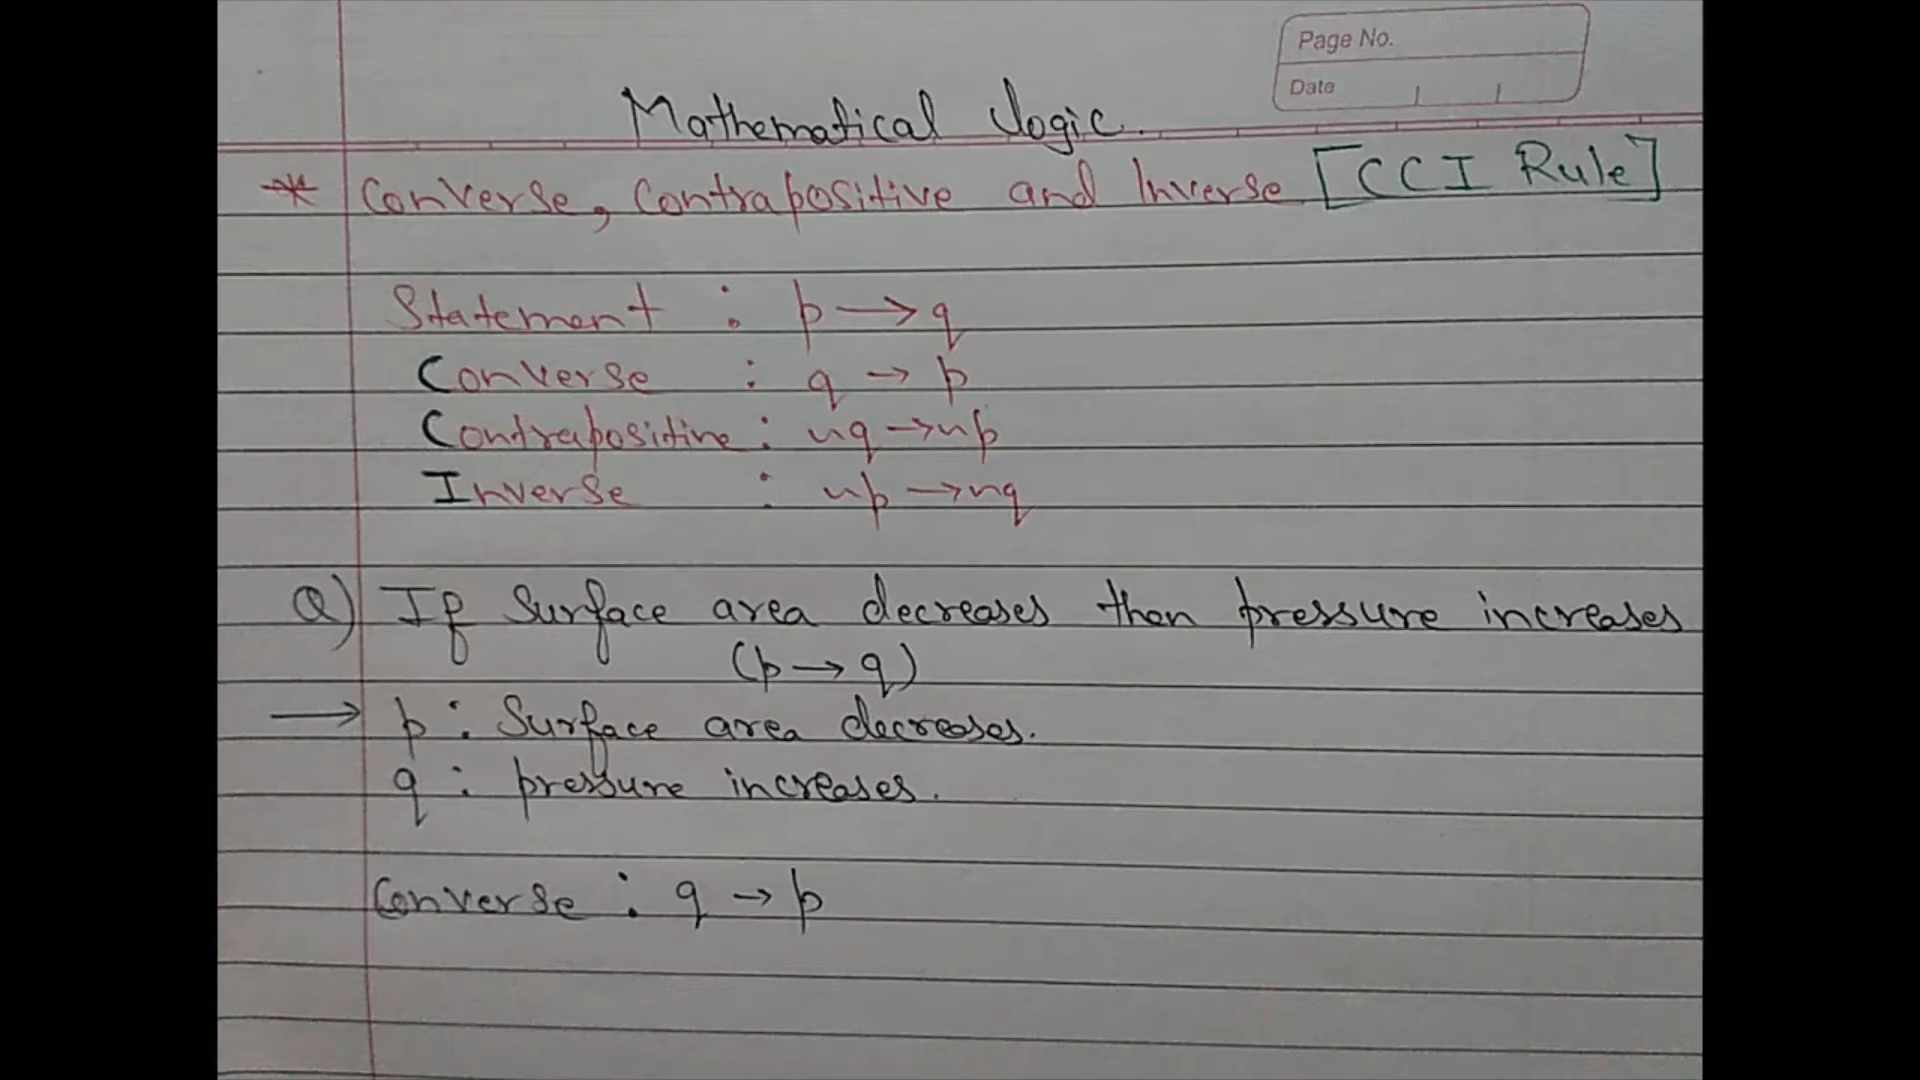 Page No.
Date
Mathematical logic.
* Converse, Contrapositive and Inverse [CCI Rule]
Statement : p → q
Converse : q → p
Contrapositive : ~q → ~p
Inverse : ~p → ~q
Q) If Surface area decreases then pressure increases
(p → q)
→ p : Surface area decreases.
q : pressure increases.
Converse : q → p